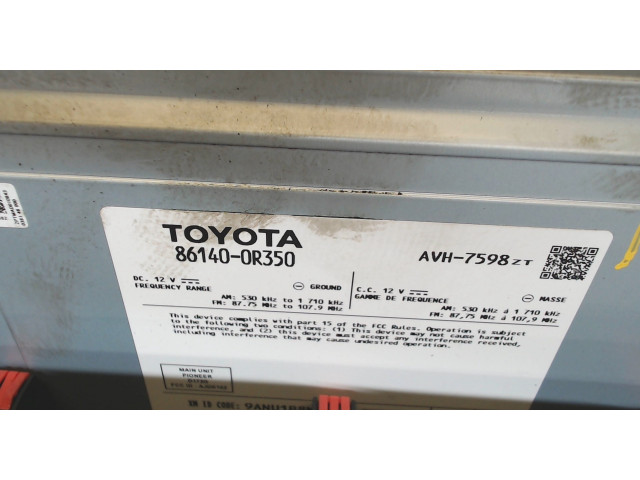 TOYOTA
86140-0R350
AVH-7598ZT
DC. 12 V
GROUND
FREQUENCY RANGE
AM: 530 kHz to 1 710 kHz
FM: 87.75 MHz to 107.9 MHz
C.C. 12 V
MASSE
GAMME DE FREQUENCE
AM: 530 kHz à 1 710 kHz
FM: 87,75 MHz à 107,9 MHz
This device complies with part 15 of the FCC Rules. Operation is subject
to the following two conditions: (1) This device may not cause harmful
interference, and (2) this device must accept any interference received,
including interference that may cause undesired operation.
MAIN UNIT
PIONEER
XM ID CODE: